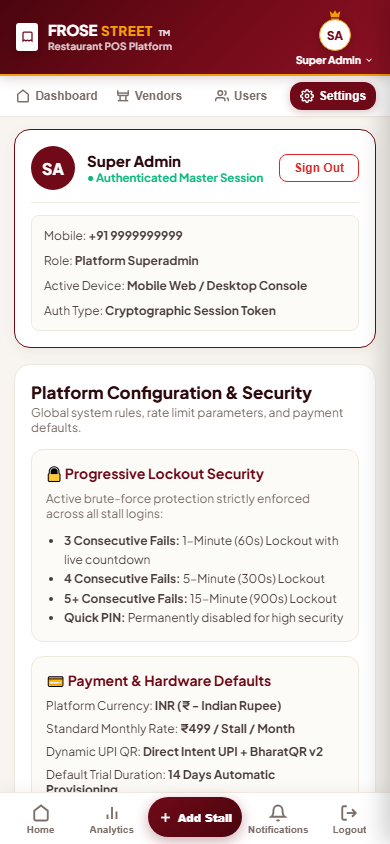 FROSE STREET TM
Restaurant POS Platform
SA
Super Admin
Dashboard
Vendors
Users
Settings
SA
Super Admin
● Authenticated Master Session
Sign Out
Mobile: +91 9999999999
Role: Platform Superadmin
Active Device: Mobile Web / Desktop Console
Auth Type: Cryptographic Session Token
Platform Configuration & Security
Global system rules, rate limit parameters, and payment
defaults.
🔒 Progressive Lockout Security
Active brute-force protection strictly enforced
across all stall logins:
• 3 Consecutive Fails: 1-Minute (60s) Lockout with
live countdown
• 4 Consecutive Fails: 5-Minute (300s) Lockout
• 5+ Consecutive Fails: 15-Minute (900s) Lockout
• Quick PIN: Permanently disabled for high security
💳 Payment & Hardware Defaults
Platform Currency: INR (₹ - Indian Rupee)
Standard Monthly Rate: ₹499 / Stall / Month
Dynamic UPI QR: Direct Intent UPI + BharatQR v2
Default Trial Duration: 14 Days Automatic
Provisioning
Home
Analytics
+ Add Stall
Notifications
Logout